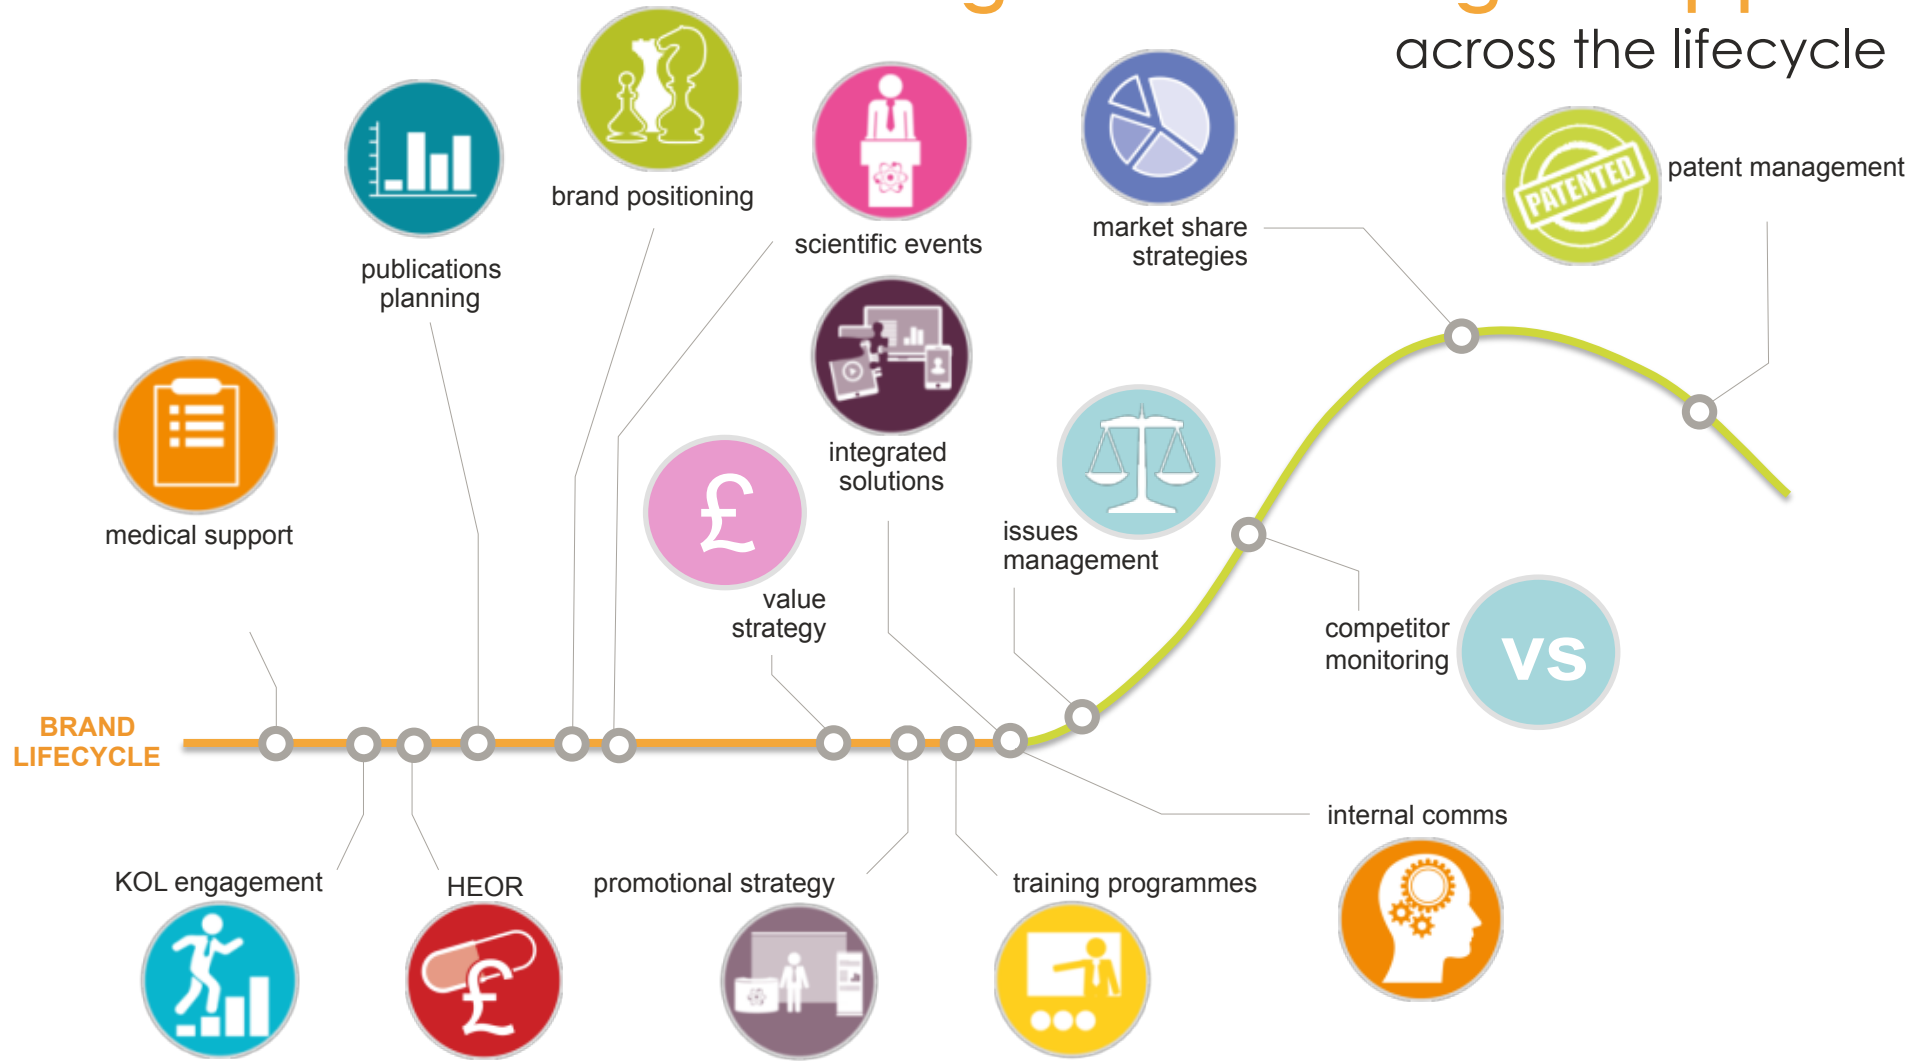 across the lifecycle
brand positioning
scientific events
market share
strategies
PATENTED
patent management
publications
planning
integrated
solutions
medical support
£
value
strategy
issues
management
competitor
monitoring
vs
BRAND
LIFECYCLE
internal comms
KOL engagement
HEOR
promotional strategy
training programmes
£